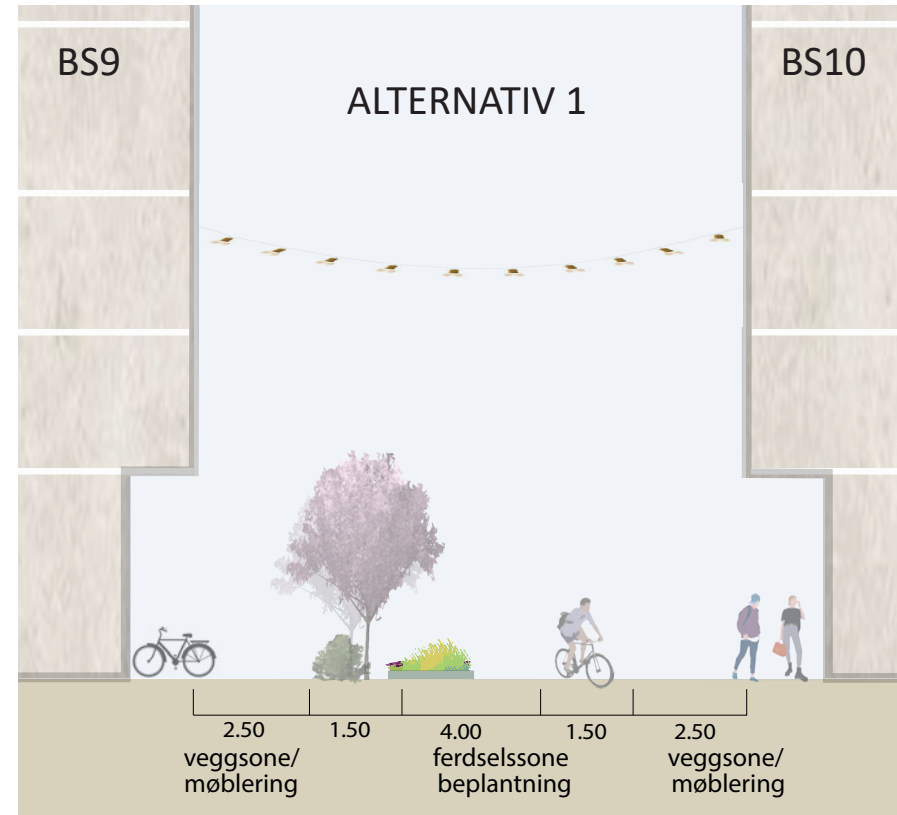 BS9
BS10
ALTERNATIV 1
2.50
1.50
4.00
1.50
2.50
veggsone/
møblering
ferdselssone
beplantning
veggsone/
møblering